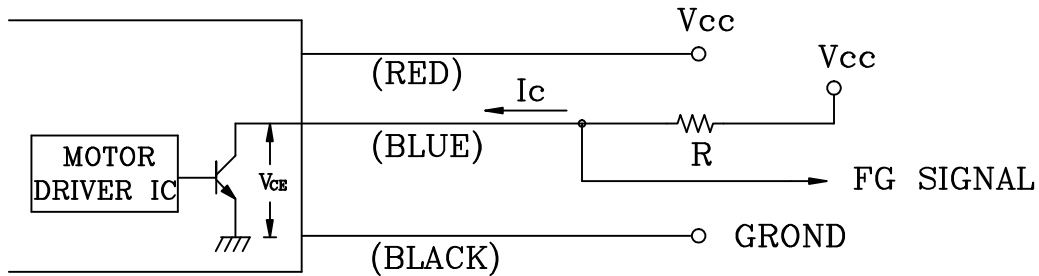 Vcc
(RED)
Vcc
Ic
(BLUE)
R
MOTOR
DRIVER IC
VCE
FG SIGNAL
GROND
(BLACK)